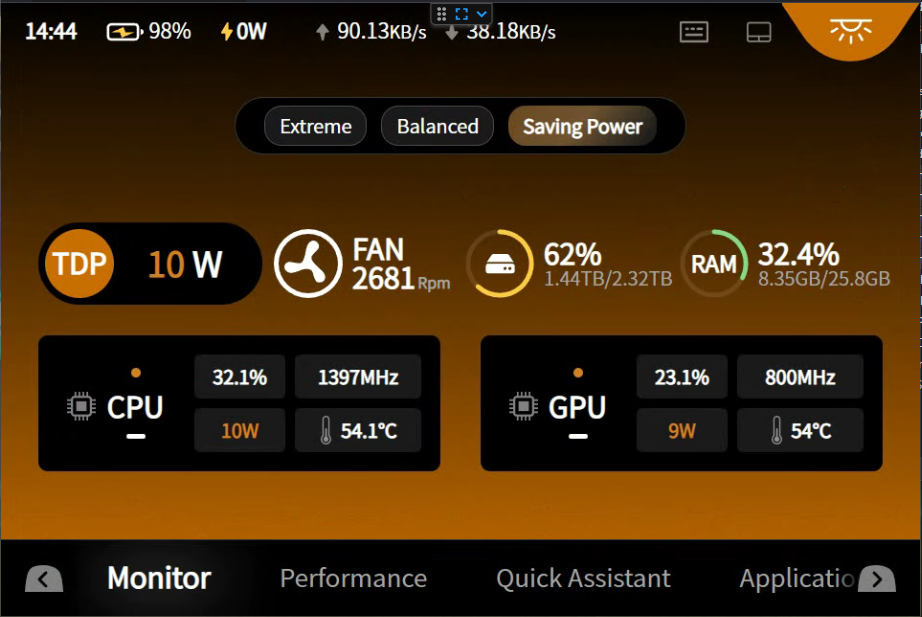 14:44 98% 0W 90.13KB/s 38.18KB/s
Extreme Balanced Saving Power
TDP 10 W FAN 2681 Rpm 62% 1.44TB/2.32TB RAM 32.4% 8.35GB/25.8GB
CPU 32.1% 1397MHz
10W 54.1℃
GPU 23.1% 800MHz
9W 54℃
Monitor Performance Quick Assistant Applicatio